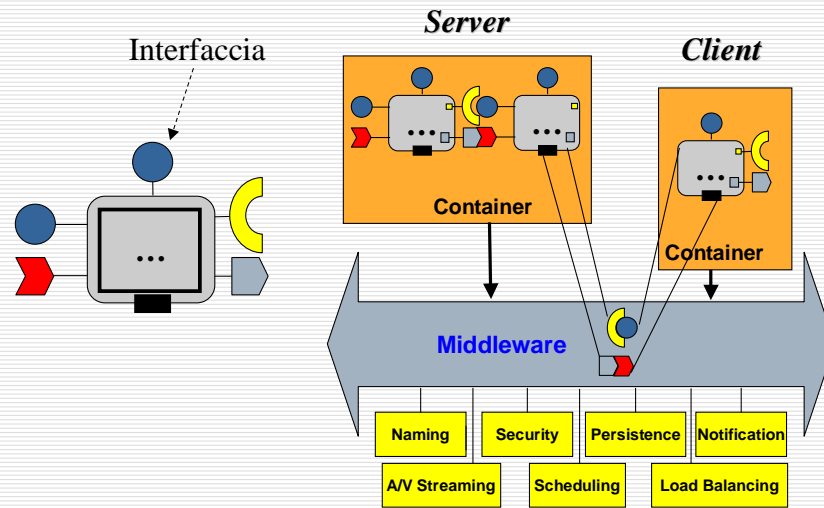 Server
Interfaccia
Client
...
... ...
...
Container
Container
Middleware
Naming
Security
Persistence
Notification
A/V Streaming
Scheduling
Load Balancing